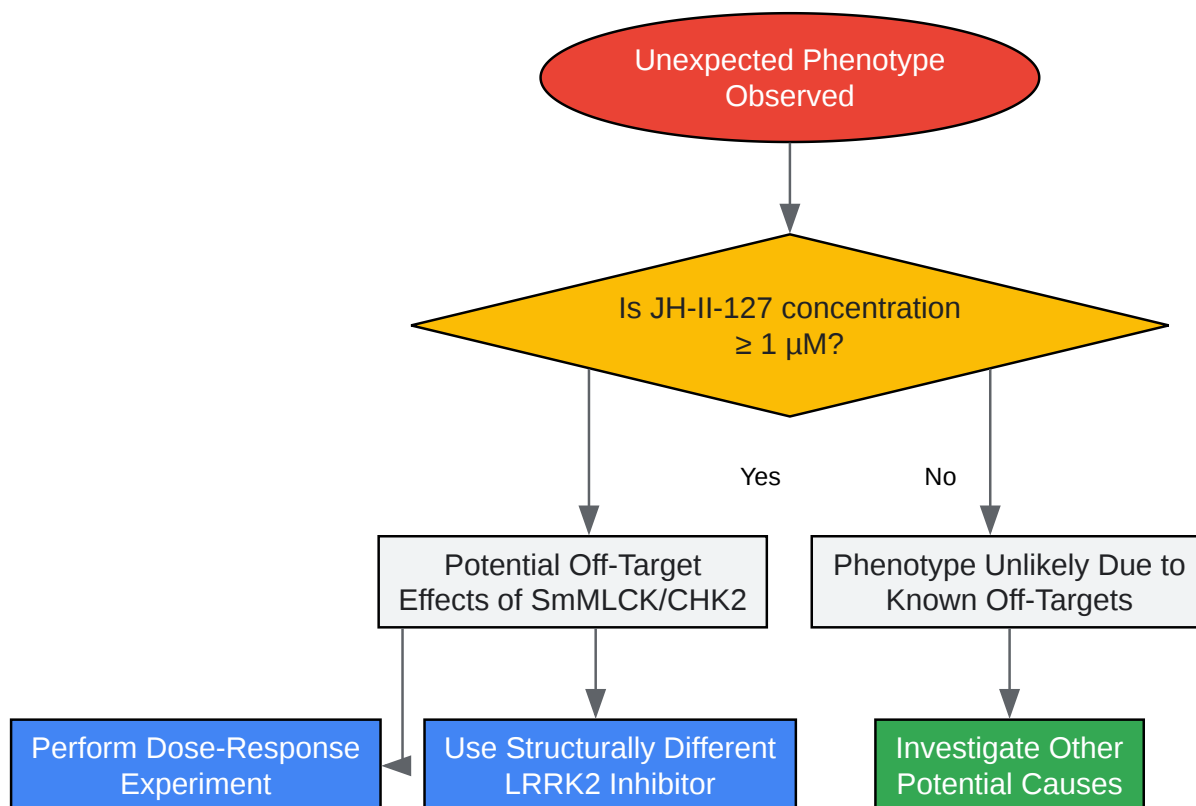 Unexpected Phenotype
Observed
Is JH-II-127 concentration
≥ 1 µM?
Yes
No
Potential Off-Target
Effects of SmMLCK/CHK2
Phenotype Unlikely Due to
Known Off-Targets
Perform Dose-Response
Experiment
Use Structurally Different
LRRK2 Inhibitor
Investigate Other
Potential Causes